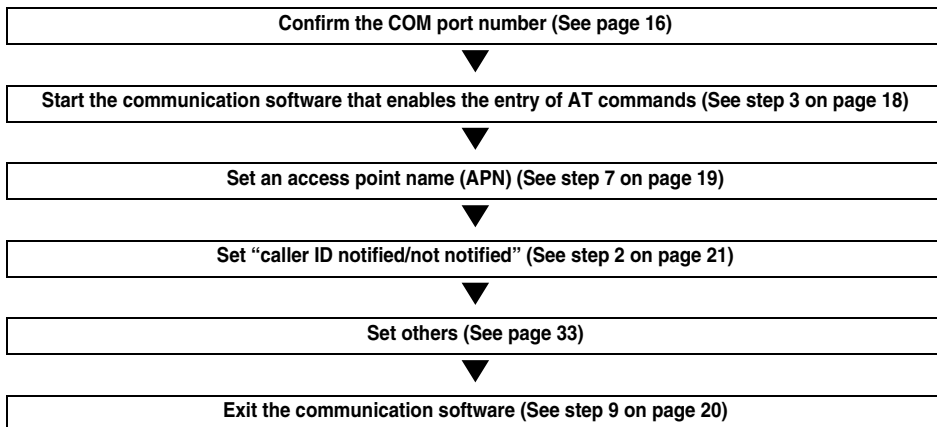 Confirm the COM port number (See page 16)
Start the communication software that enables the entry of AT commands (See step 3 on page 18)
Set an access point name (APN) (See step 7 on page 19)
Set “caller ID notified/not notified” (See step 2 on page 21)
Set others (See page 33)
Exit the communication software (See step 9 on page 20)